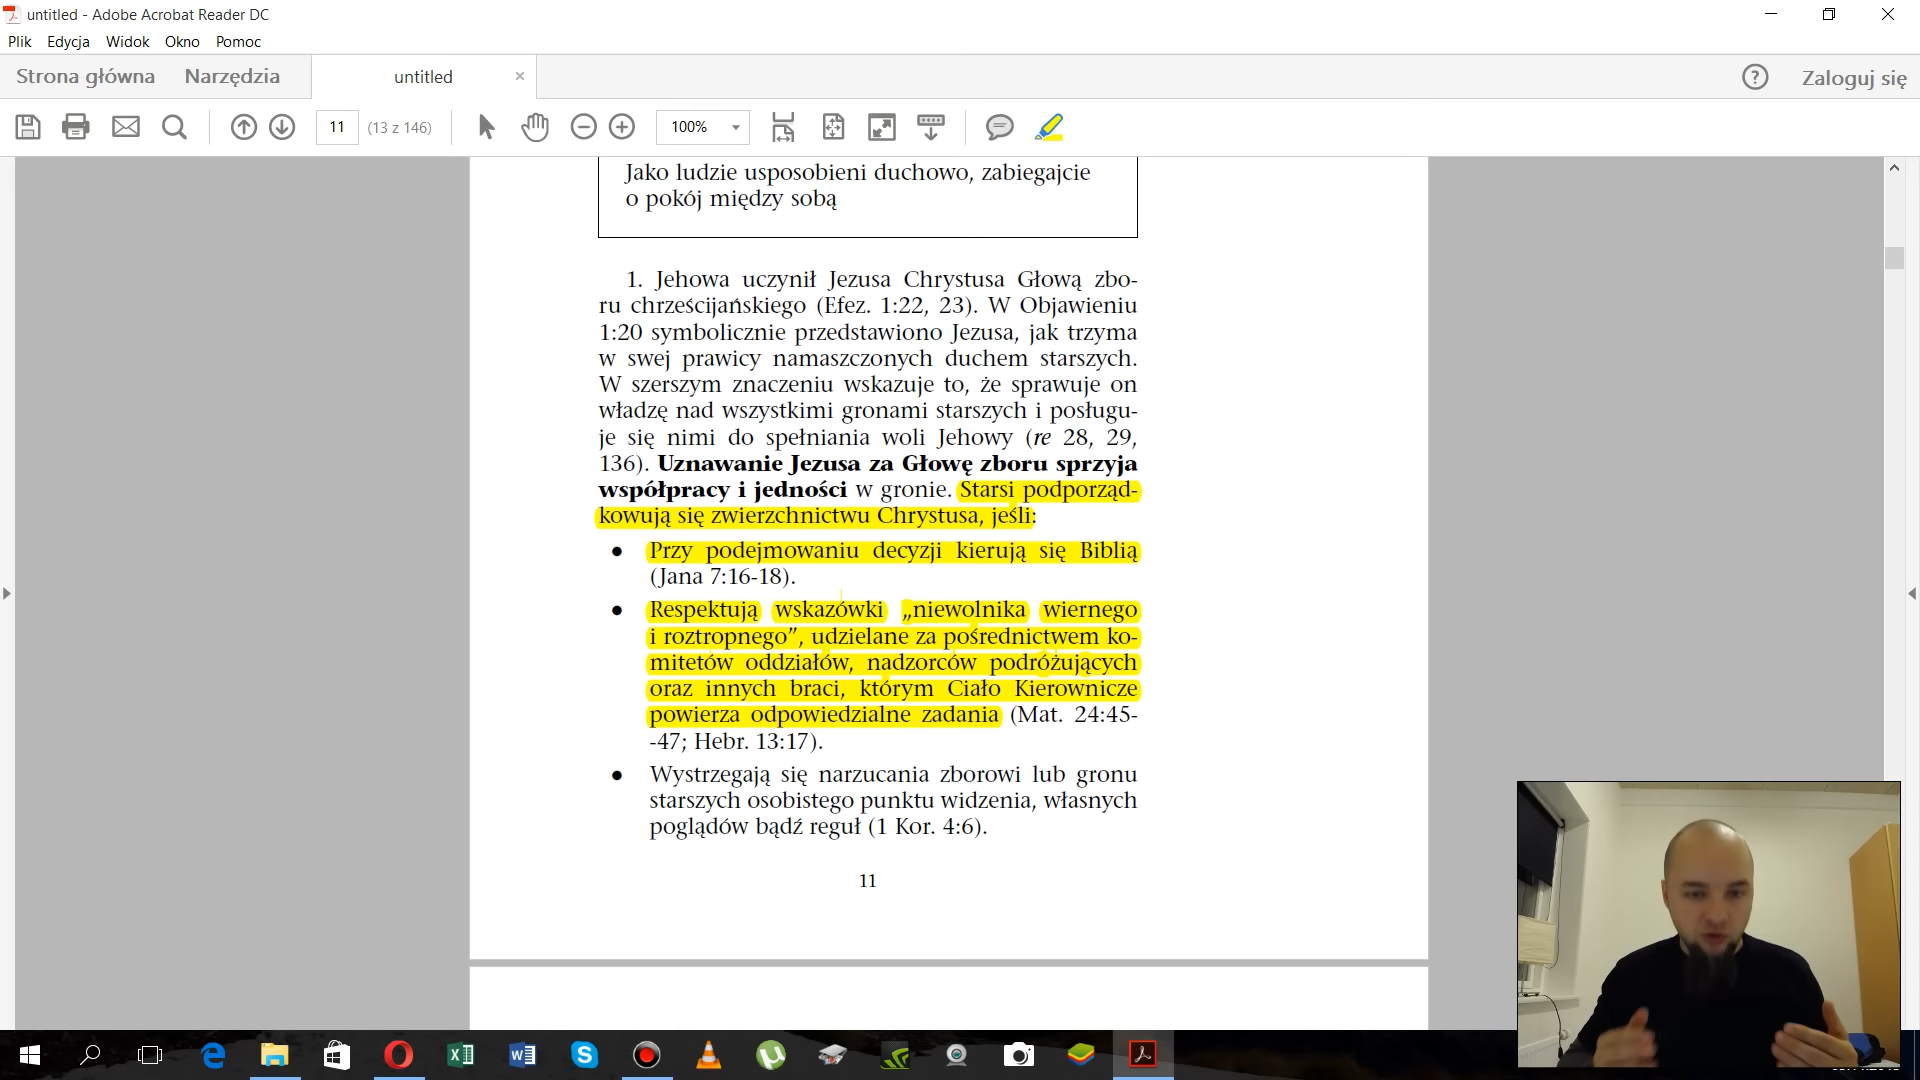 untitled - Adobe Acrobat Reader DC
Plik Edycja Widok Okno Pomoc
Strona główna Narzędzia untitled × ? Zaloguj się
11 (13 z 146) 100%
Jako ludzie usposobieni duchowo, zabiegajcie
o pokój między sobą
1. Jehowa uczynił Jezusa Chrystusa Głową zbo-
ru chrześcijańskiego (Efez. 1:22, 23). W Objawieniu
1:20 symbolicznie przedstawiono Jezusa, jak trzyma
w swej prawicy namaszczonych duchem starszych.
W szerszym znaczeniu wskazuje to, że sprawuje on
władzę nad wszystkimi gronami starszych i posługu-
je się nimi do spełniania woli Jehowy (re 28, 29,
136). Uznawanie Jezusa za Głowę zboru sprzyja
współpracy i jedności w gronie. Starsi podporząd-
kowują się zwierzchnictwu Chrystusa, jeśli:
● Przy podejmowaniu decyzji kierują się Biblią
(Jana 7:16-18).
● Respektują wskazówki „niewolnika wiernego
i roztropnego”, udzielane za pośrednictwem ko-
mitetów oddziałów, nadzorców podróżujących
oraz innych braci, którym Ciało Kierownicze
powierza odpowiedzialne zadania (Mat. 24:45-
-47; Hebr. 13:17).
● Wystrzegają się narzucania zborowi lub gronu
starszych osobistego punktu widzenia, własnych
poglądów bądź reguł (1 Kor. 4:6).
11